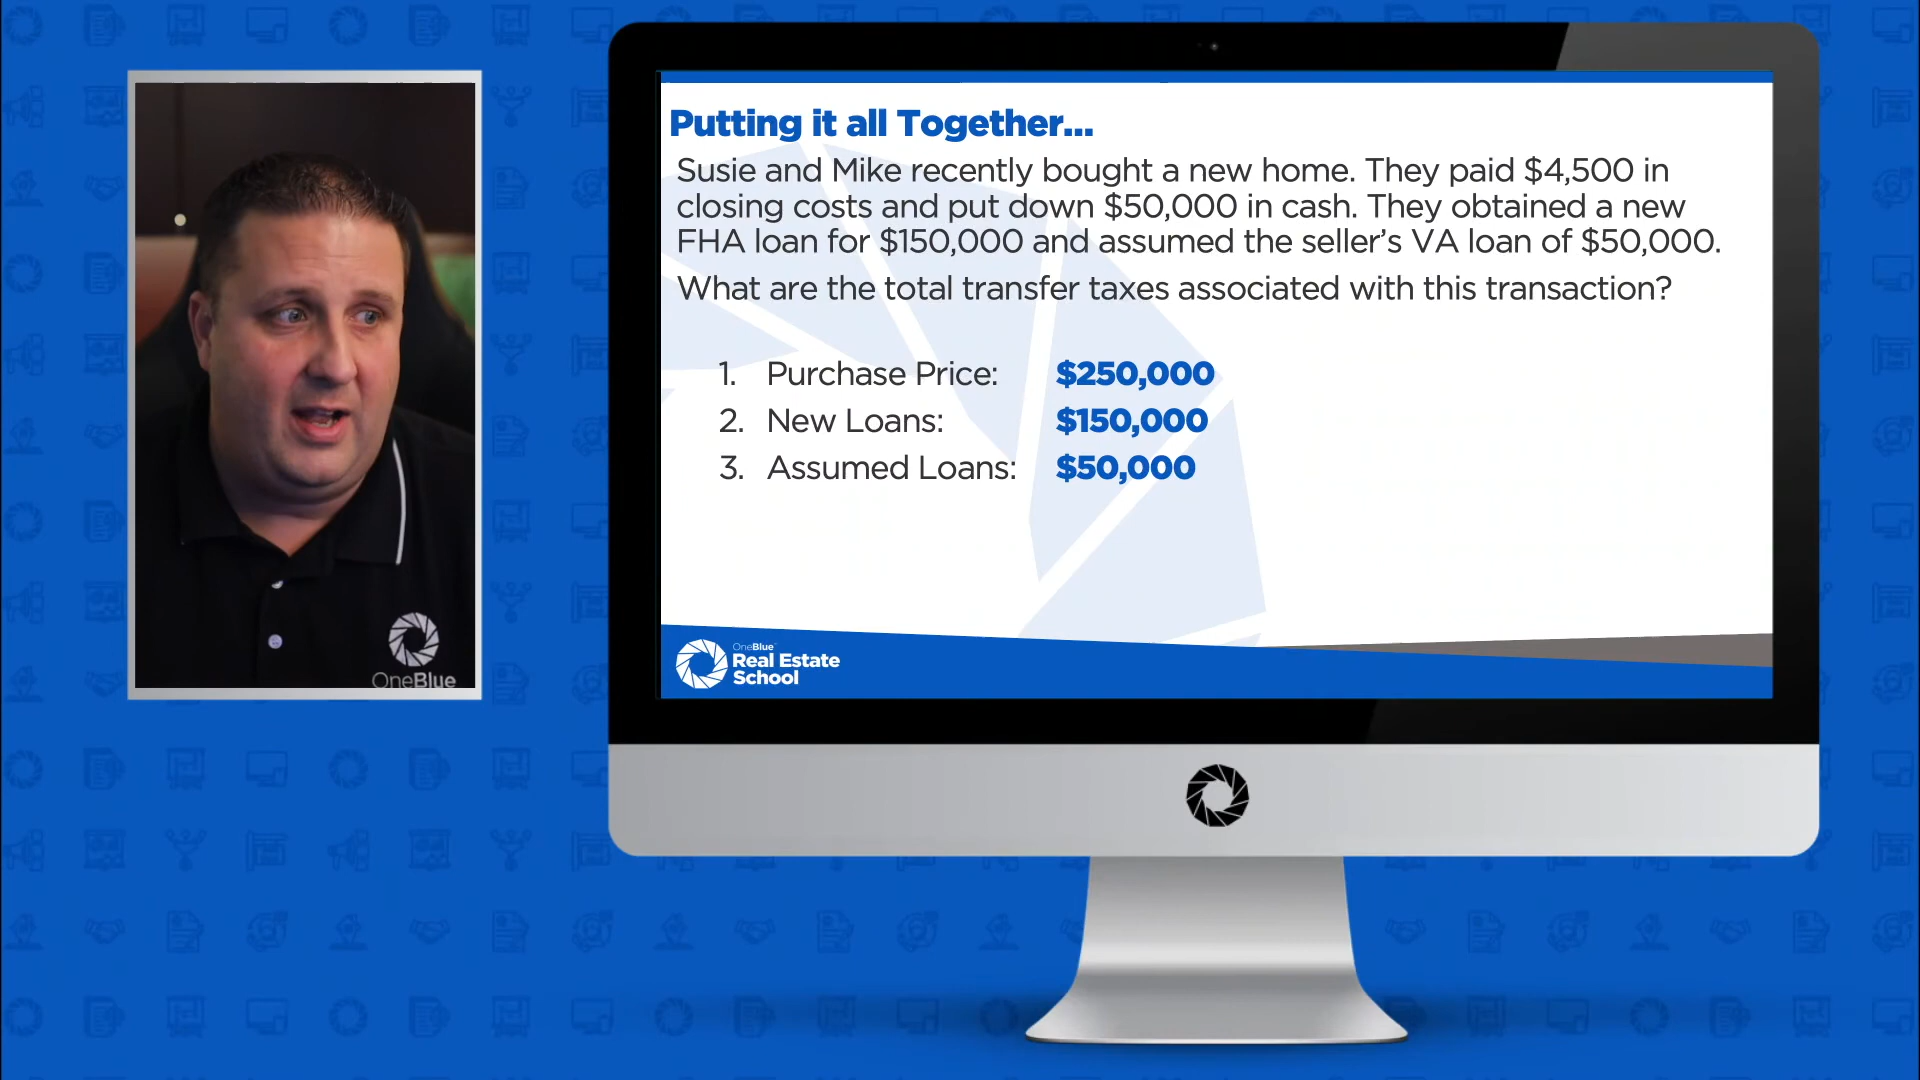 Putting it all Together...
Susie and Mike recently bought a new home. They paid $4,500 in
closing costs and put down $50,000 in cash. They obtained a new
FHA loan for $150,000 and assumed the seller's VA loan of $50,000.
What are the total transfer taxes associated with this transaction?
1. Purchase Price: $250,000
2. New Loans: $150,000
3. Assumed Loans: $50,000
OneBlue
Real Estate
School
OneBlue